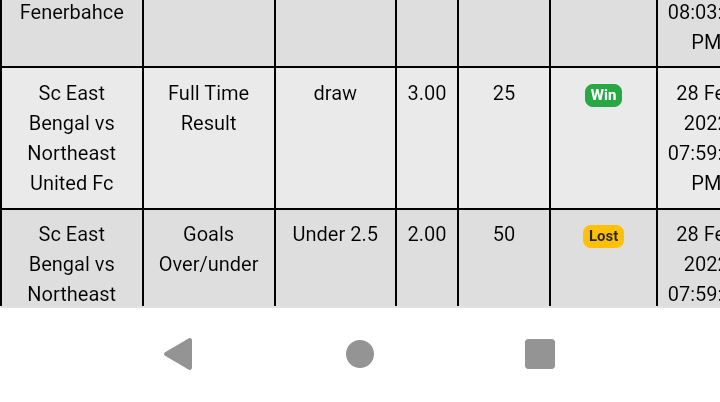 Fenerbahce
08:03:
PM
Sc East
Bengal vs
Northeast
United Fc
Full Time
Result
draw
3.00
25
Win
28 Fe
2022
07:59:
PM
Sc East
Bengal vs
Northeast
Goals
Over/under
Under 2.5
2.00
50
Lost
28 Fe
2022
07:59: